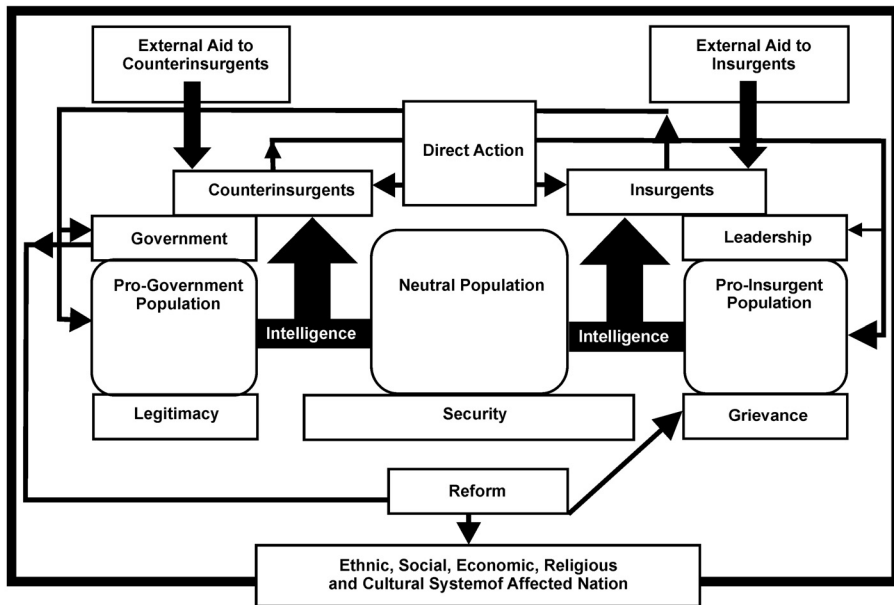 External Aid to
Counterinsurgents
External Aid to
Insurgents
Direct Action
Counterinsurgents
Insurgents
Government
Leadership
Pro-Government
Population
Neutral Population
Pro-Insurgent
Population
Intelligence
Intelligence
Legitimacy
Security
Grievance
Reform
Ethnic, Social, Economic, Religious
and Cultural Systemof Affected Nation